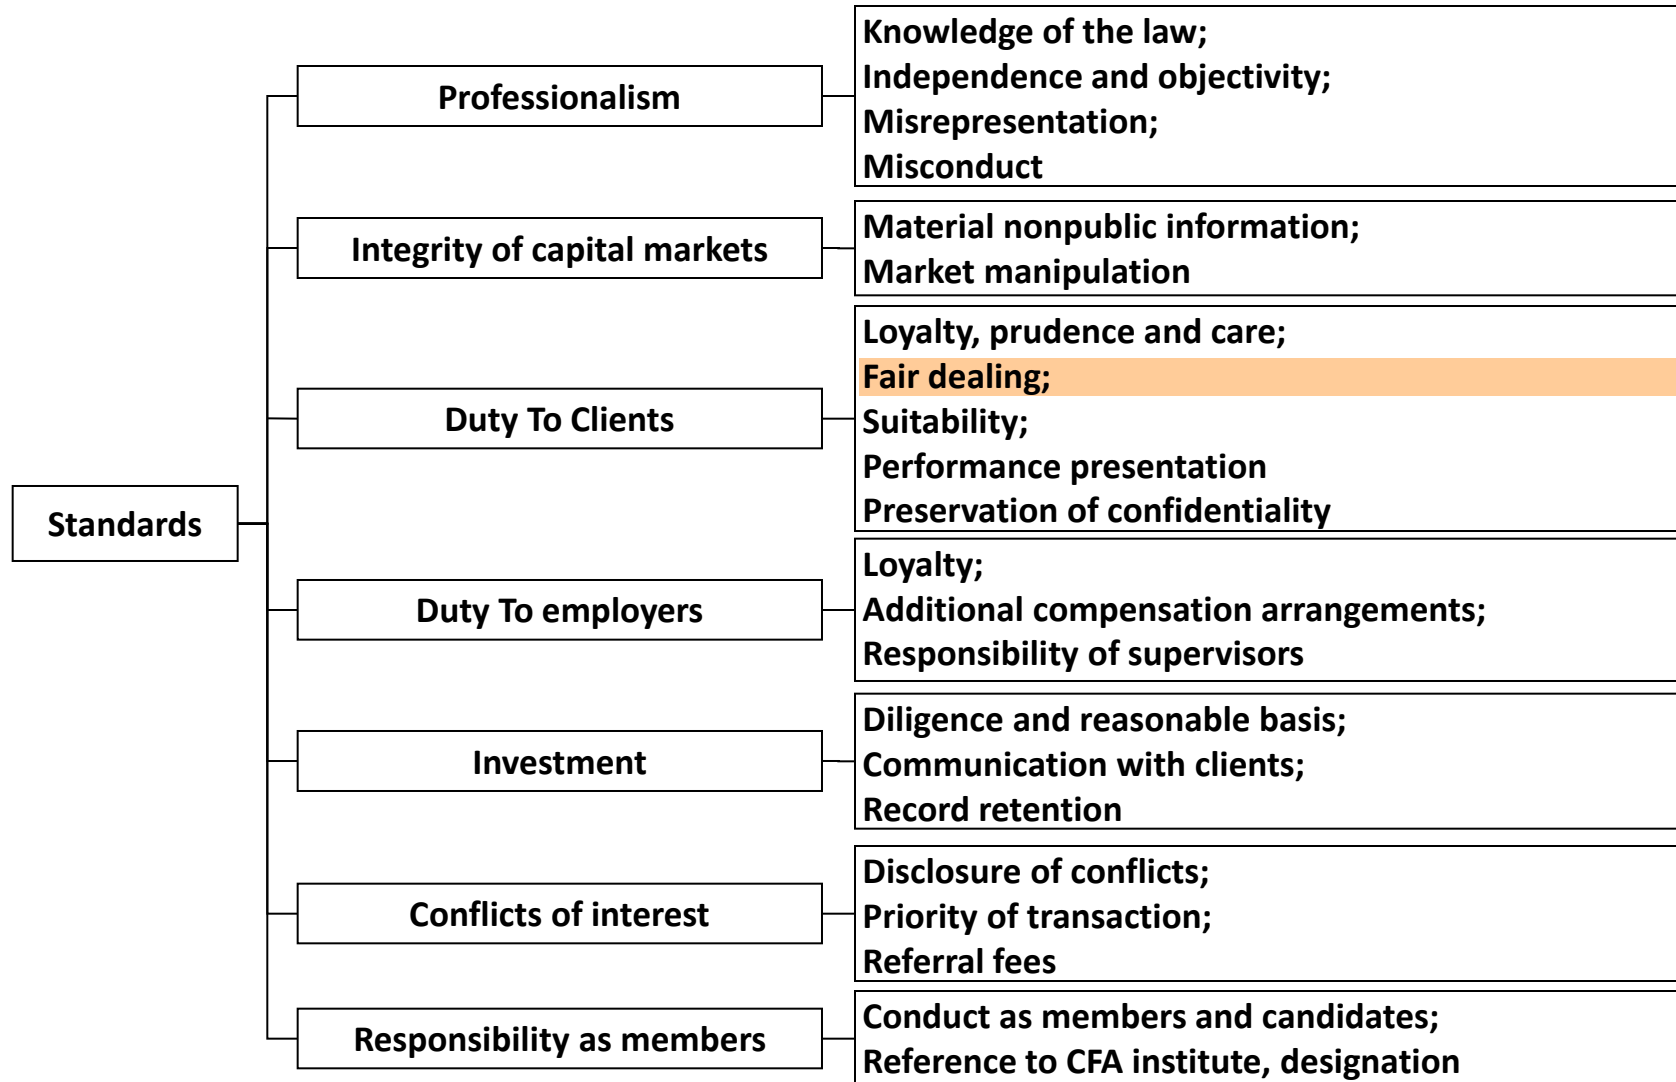 Standards
Professionalism
Knowledge of the law;
Independence and objectivity;
Misrepresentation;
Misconduct
Integrity of capital markets
Material nonpublic information;
Market manipulation
Duty To Clients
Loyalty, prudence and care;
Fair dealing;
Suitability;
Performance presentation
Preservation of confidentiality
Duty To employers
Loyalty;
Additional compensation arrangements;
Responsibility of supervisors
Investment
Diligence and reasonable basis;
Communication with clients;
Record retention
Conflicts of interest
Disclosure of conflicts;
Priority of transaction;
Referral fees
Responsibility as members
Conduct as members and candidates;
Reference to CFA institute, designation